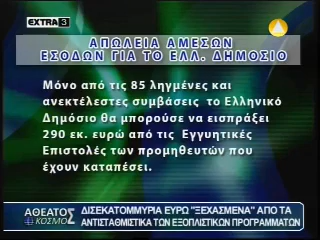 EXTRA 3
ΑΠΩΛΕΙΑ ΑΜΕΣΩΝ
ΕΣΟΔΩΝ ΓΙΑ ΤΟ ΕΛΛ. ΔΗΜΟΣΙΟ
Μόνο από τις 85 ληγμένες και
ανεκτέλεστες συμβάσεις το Ελληνικό
Δημόσιο θα μπορούσε να εισπράξει
290 εκ. ευρώ από τις Εγγυητικές
Επιστολές των προμηθευτών που
έχουν καταπέσει.
ΑΘΕΑΤΟΣ
ΚΟΣΜΟΣ
ΔΙΣΕΚΑΤΟΜΜΥΡΙΑ ΕΥΡΩ "ΞΕΧΑΣΜΕΝΑ" ΑΠΟ ΤΑ
ΑΝΤΙΣΤΑΘΜΙΣΤΙΚΑ ΤΩΝ ΕΞΟΠΛΙΣΤΙΚΩΝ ΠΡΟΓΡΑΜΜΑΤΩΝ